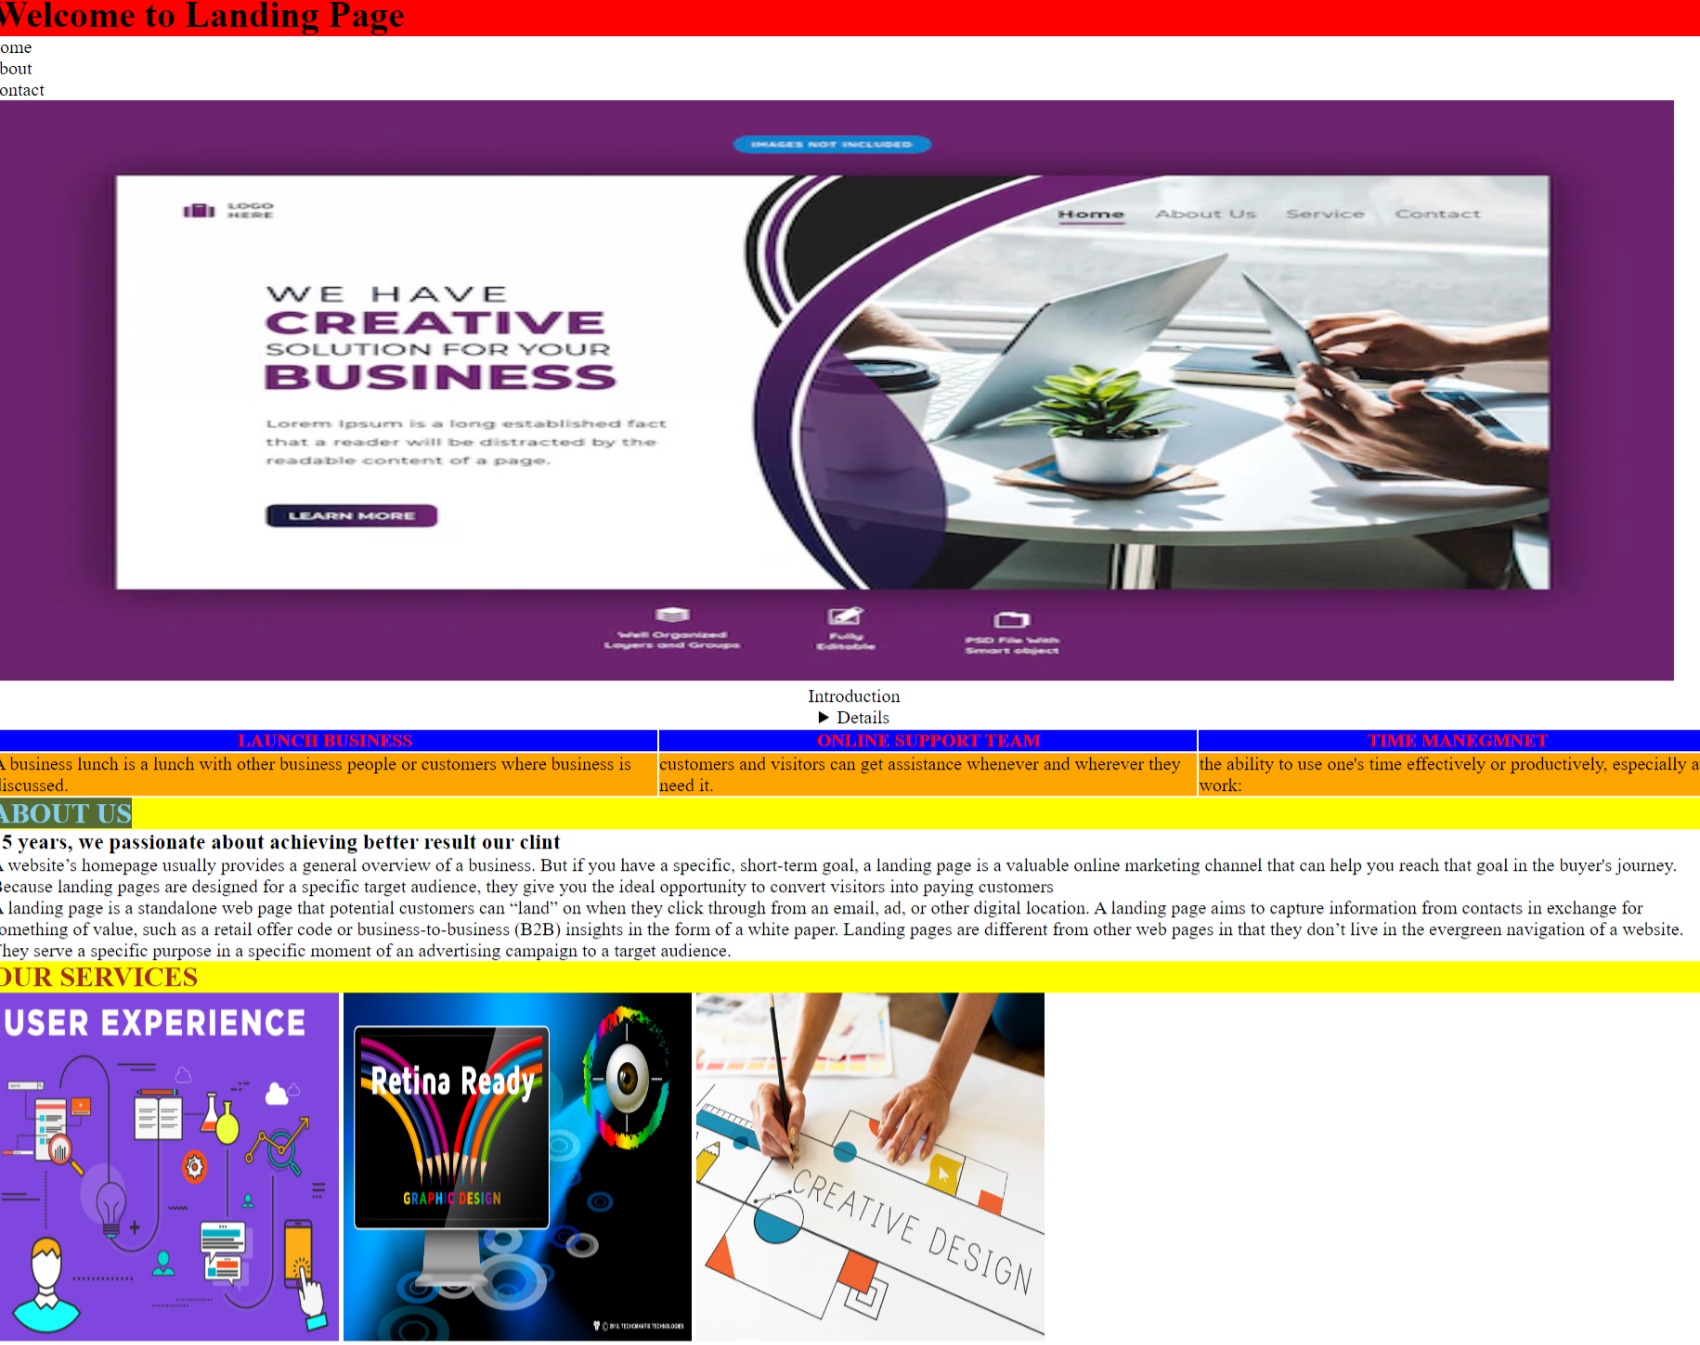 Welcome to Landing Page
ome
bout
ontact
IMAGES NOT INCLUDED
LOGO
HERE
Home About Us Service Contact
WE HAVE
CREATIVE
SOLUTION FOR YOUR
BUSINESS
Lorem Ipsum is a long established fact
that a reader will be distracted by the
readable content of a page.
LEARN MORE
Well Organized
Layers and Groups
Fully
Editable
PSD File With
Smart object
Introduction
▶ Details
LAUNCH BUSINESS
A business lunch is a lunch with other business people or customers where business is
discussed.
ONLINE SUPPORT TEAM
customers and visitors can get assistance whenever and wherever they
need it.
TIME MANEGMNET
the ability to use one's time effectively or productively, especially a
work:
ABOUT US
5 years, we passionate about achieving better result our clint
A website’s homepage usually provides a general overview of a business. But if you have a specific, short-term goal, a landing page is a valuable online marketing channel that can help you reach that goal in the buyer's journey.
Because landing pages are designed for a specific target audience, they give you the ideal opportunity to convert visitors into paying customers
A landing page is a standalone web page that potential customers can “land” on when they click through from an email, ad, or other digital location. A landing page aims to capture information from contacts in exchange for
omething of value, such as a retail offer code or business-to-business (B2B) insights in the form of a white paper. Landing pages are different from other web pages in that they don’t live in the evergreen navigation of a website.
They serve a specific purpose in a specific moment of an advertising campaign to a target audience.
OUR SERVICES
USER EXPERIENCE
Retina Ready
GRAPHIC DESIGN
CREATIVE DESIGN